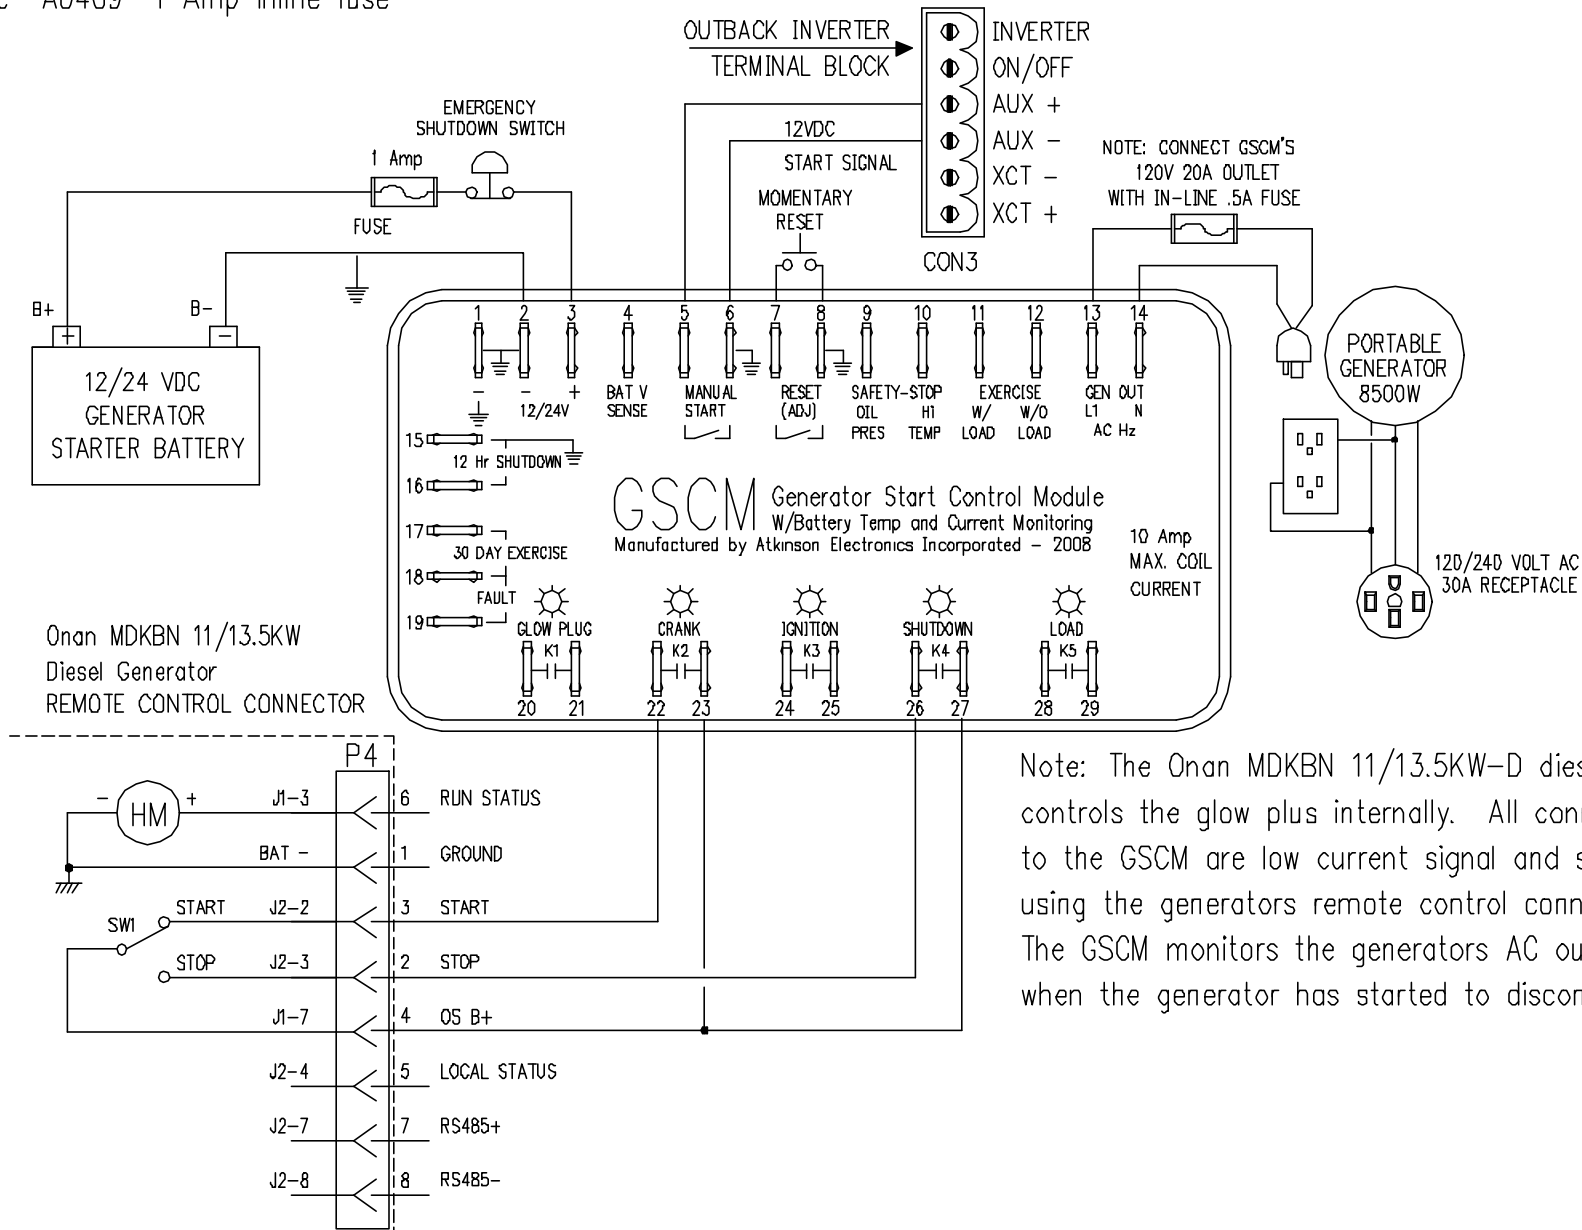 A0409 1 Amp inline fuse
OUTBACK INVERTER
TERMINAL BLOCK
INVERTER
ON/OFF
AUX +
AUX -
XCT -
XCT +
CON3
12VDC
START SIGNAL
MOMENTARY
RESET
EMERGENCY
SHUTDOWN SWITCH
1 Amp
FUSE
NOTE: CONNECT GSCM'S
120V 20A OUTLET
WITH IN-LINE .5A FUSE
B+
B-
+
-
12/24 VDC
GENERATOR
STARTER BATTERY
PORTABLE
GENERATOR
8500W
120/240 VOLT AC
30A RECEPTACLE
1 2 3 4 5 6 7 8 9 10 11 12 13 14
- - +
12/24V
BAT V
SENSE
MANUAL
START
RESET
(ADJ)
SAFETY-STOP
OIL
PRES
HI
TEMP
EXERCISE
W/
LOAD
W/O
LOAD
GEN OUT
L1 N
AC Hz
15
12 Hr SHUTDOWN
16
17
30 DAY EXERCISE
18
FAULT
19
GSCM Generator Start Control Module
W/Battery Temp and Current Monitoring
Manufactured by Atkinson Electronics Incorporated - 2008
10 Amp
MAX. COIL
CURRENT
GLOW PLUG
K1
CRANK
K2
IGNITION
K3
SHUTDOWN
K4
LOAD
K5
20 21 22 23 24 25 26 27 28 29
Onan MDKBN 11/13.5KW
Diesel Generator
REMOTE CONTROL CONNECTOR
P4
- HM + J1-3 6 RUN STATUS
BAT - 1 GROUND
SW1
START J2-2 3 START
STOP J2-3 2 STOP
J1-7 4 OS B+
J2-4 5 LOCAL STATUS
J2-7 7 RS485+
J2-8 8 RS485-
Note: The Onan MDKBN 11/13.5KW-D
controls the glow plus internally. All
to the GSCM are low current signal and
using the generators remote control
The GSCM monitors the generators AC
when the generator has started to